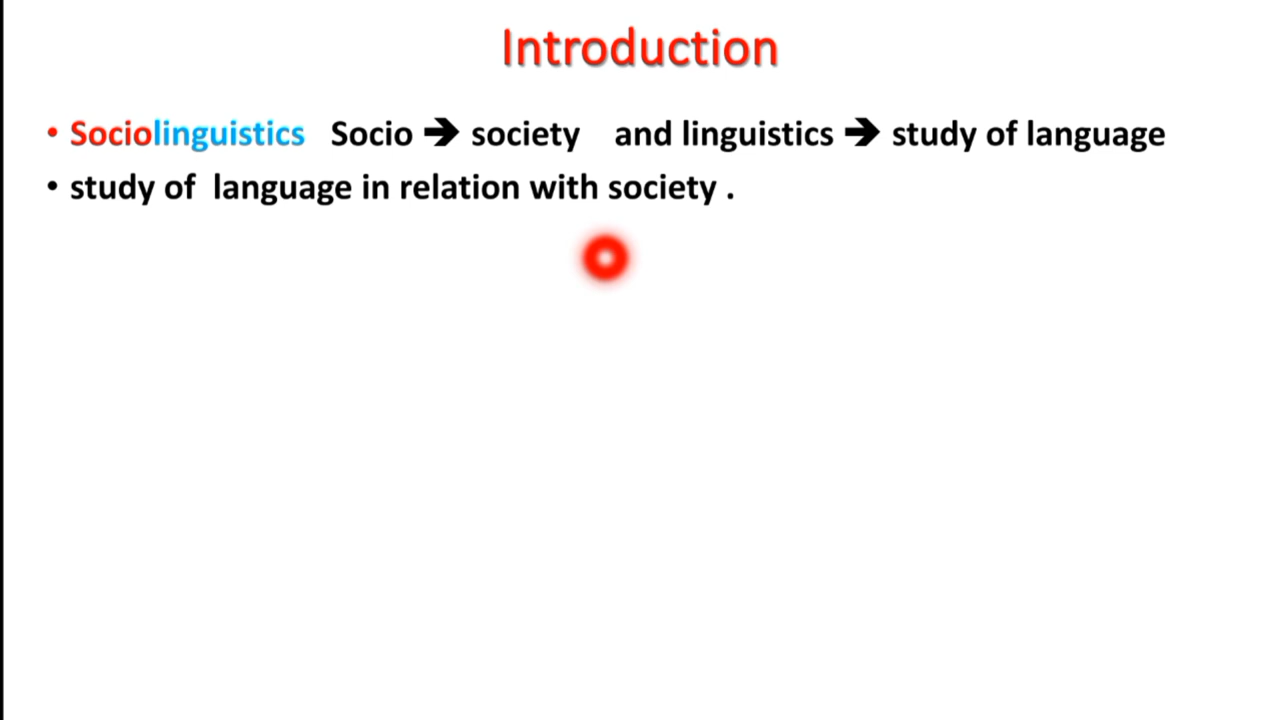 Introduction
• Sociolinguistics Socio ➔ society and linguistics ➔ study of language
• study of language in relation with society .